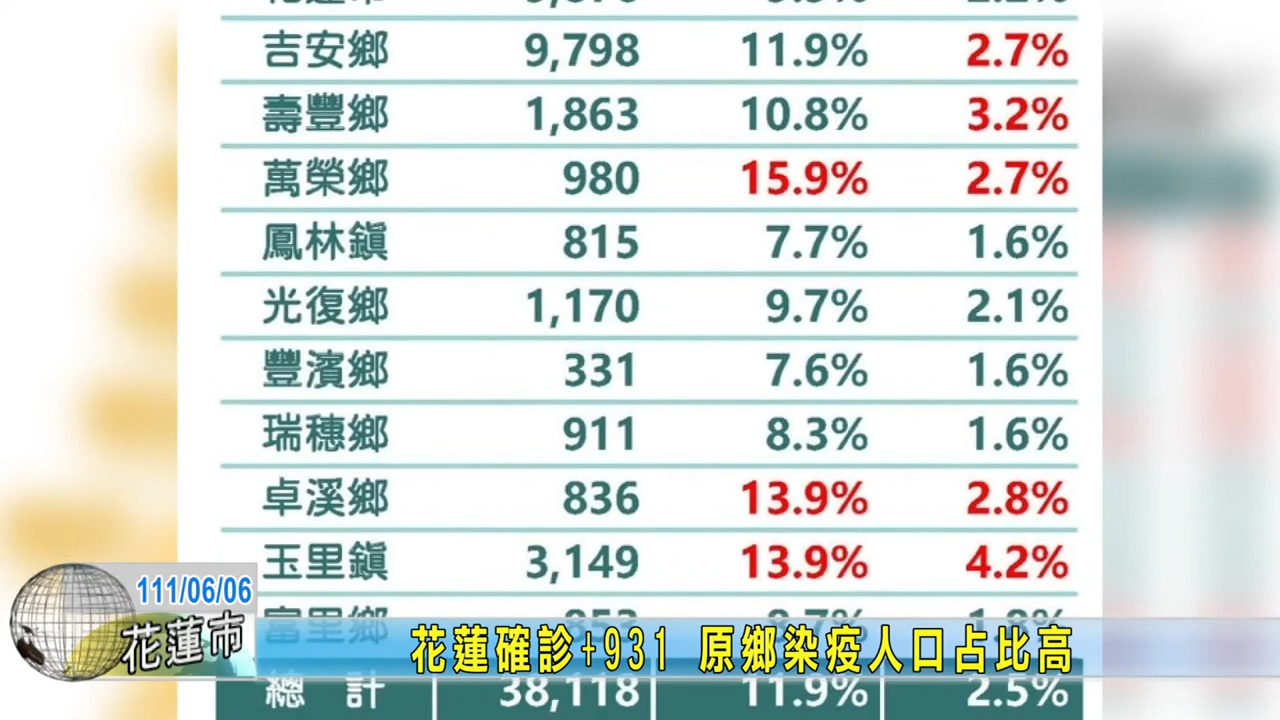 吉安鄉 9,798 11.9% 2.7%
壽豐鄉 1,863 10.8% 3.2%
萬榮鄉 980 15.9% 2.7%
鳳林鎮 815 7.7% 1.6%
光復鄉 1,170 9.7% 2.1%
豐濱鄉 331 7.6% 1.6%
瑞穗鄉 911 8.3% 1.6%
卓溪鄉 836 13.9% 2.8%
玉里鎮 3,149 13.9% 4.2%
富里鄉
111/06/06
花蓮市
花蓮確診+931 原鄉染疫人口占比高
總計 38,118 11.9% 2.5%